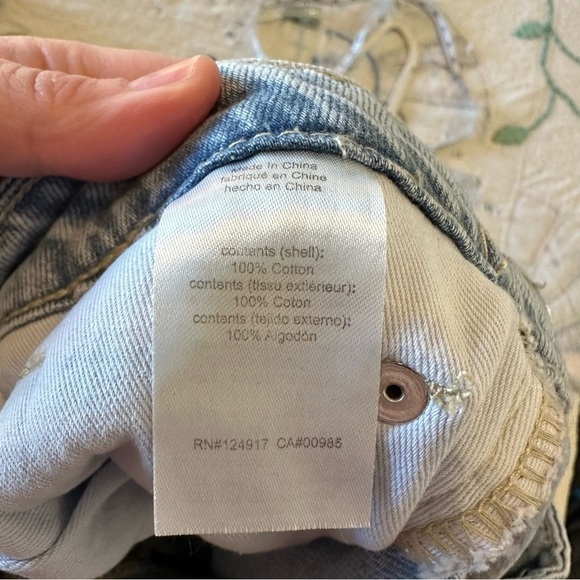 Made in China
fabriqué en Chine
hecho en China
contents (shell):
100% Cotton
contents (tissu extérieur):
100% Coton
contents (tejido externo):
100% Algodón
RN#124917 CA#00985